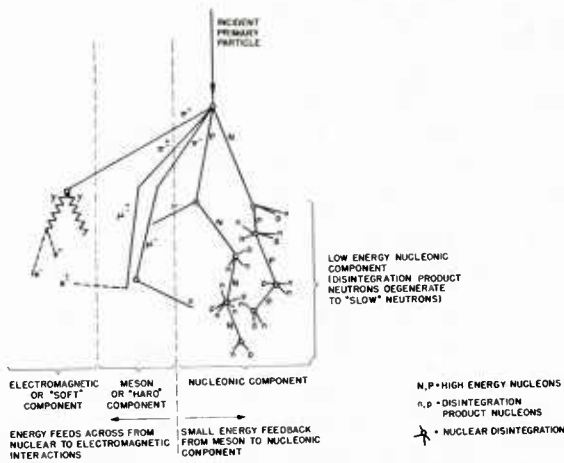 INCIDENT
PRIMARY
PARTICLE
P
N
N
P
N
N
LOW ENERGY NUCLEONIC
COMPONENT
(DISINTEGRATION PRODUCT
NEUTRONS DEGENERATE
TO "SLOW" NEUTRONS)
ELECTROMAGNETIC
OR "SOFT"
COMPONENT
MESON
OR "HARD"
COMPONENT
NUCLEONIC COMPONENT
ENERGY FEEDS ACROSS FROM
NUCLEAR TO ELECTROMAGNETIC
INTERACTIONS
SMALL ENERGY FEEDBACK
FROM MESON TO NUCLEONIC
COMPONENT
N,P = HIGH ENERGY NUCLEONS
n,p = DISINTEGRATION
PRODUCT NUCLEONS
NUCLEAR DISINTEGRATION